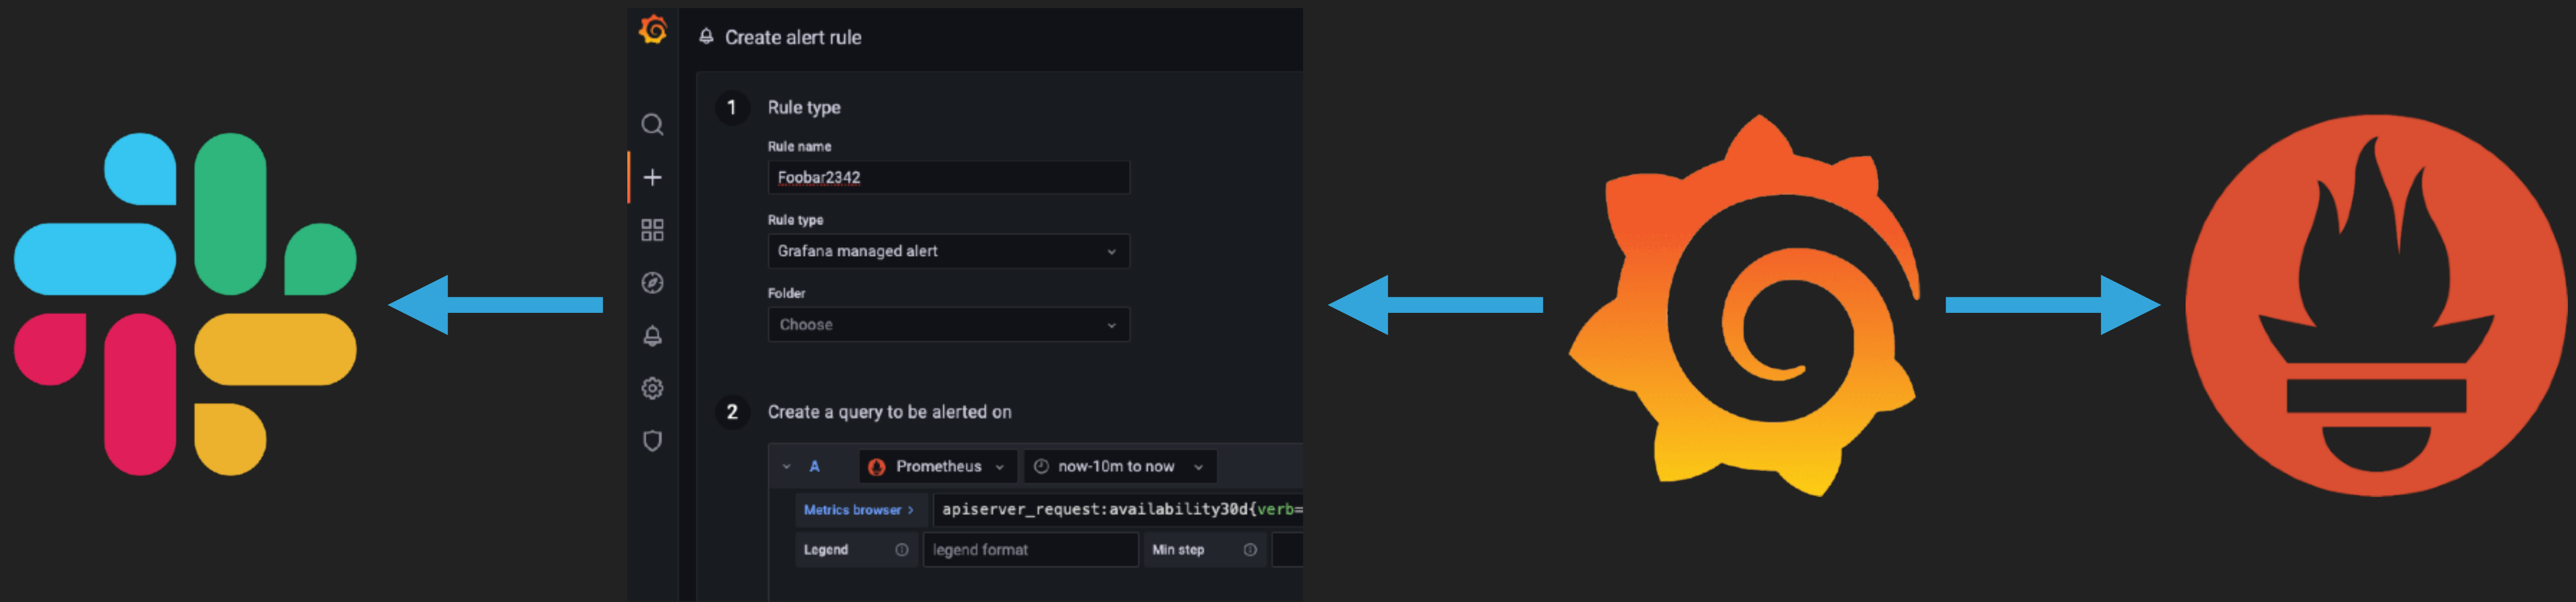 Create alert rule
1 Rule type
Rule name
Foobar2342
Rule type
Grafana managed alert
Folder
Choose
2 Create a query to be alerted on
A Prometheus now-10m to now
Metrics browser > apiserver_request:availability30d{verb=
Legend legend format Min step